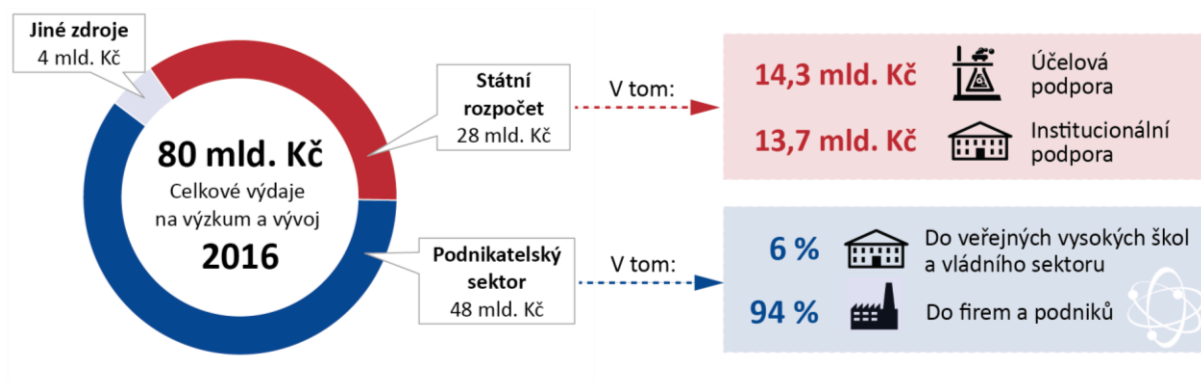 Jiné zdroje
4 mld. Kč
80 mld. Kč
Celkové výdaje
na výzkum a vývoj
2016
Státní
rozpočet
28 mld. Kč
V tom:
14,3 mld. Kč
Účelová
podpora
13,7 mld. Kč
Institucionální
podpora
Podnikatelský
sektor
48 mld. Kč
V tom:
6 %
Do veřejných vysokých škol
a vládního sektoru
94 %
Do firem a podniků